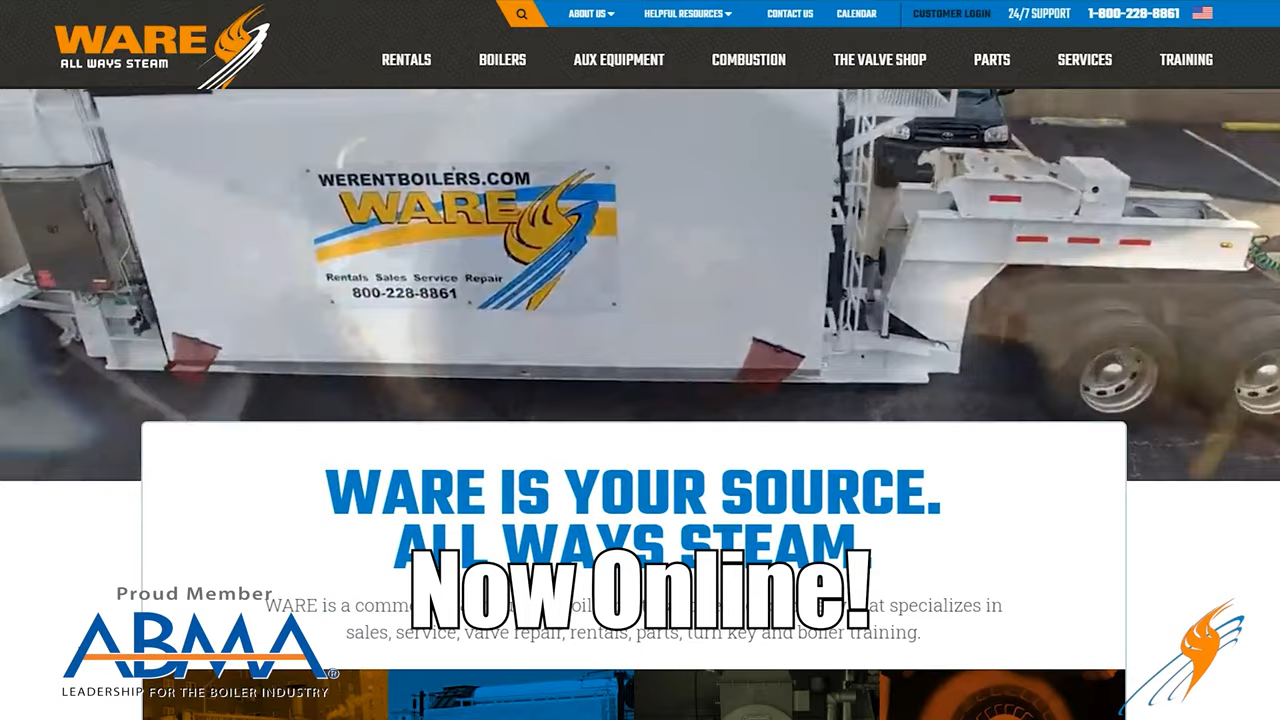 WARE
ALL WAYS STEAM
ABOUT US
HELPFUL RESOURCES
CONTACT US
CALENDAR
CUSTOMER LOGIN
24/7 SUPPORT
1-800-228-8861
RENTALS
BOILERS
AUX EQUIPMENT
COMBUSTION
THE VALVE SHOP
PARTS
SERVICES
TRAINING
WERENTBOILERS.COM
WARE
Rentals Sales Service Repair
800-228-8861
WARE IS YOUR SOURCE.
ALL WAYS STEAM.
Now Online!
WARE is a comm at specializes in
sales, service, valve repair, rentals, parts, turn key and boiler training.
Proud Member
ABMA®
LEADERSHIP FOR THE BOILER INDUSTRY